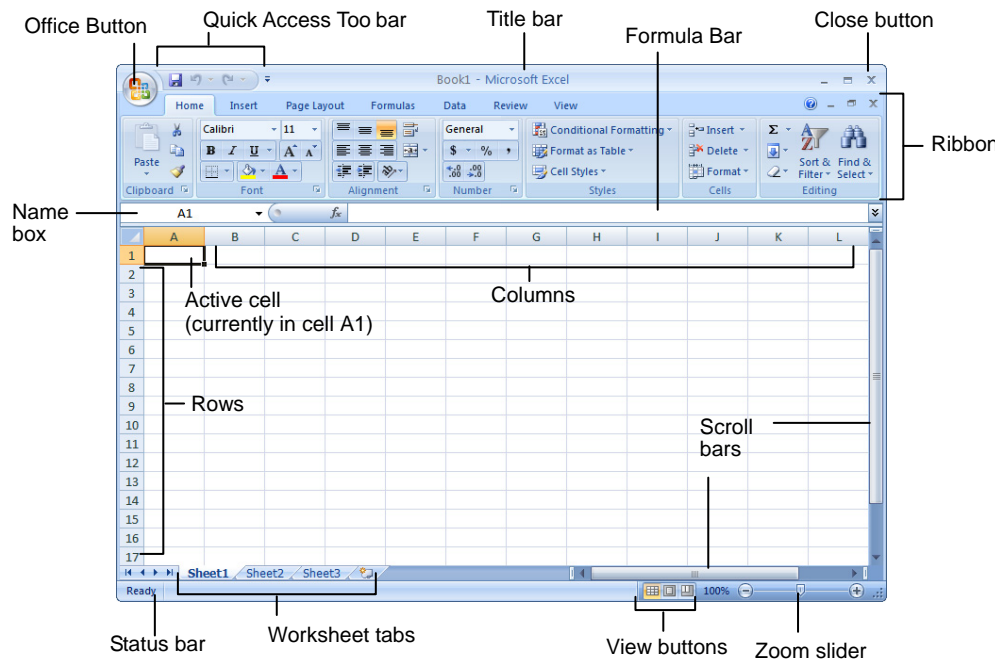 Office Button
Quick Access Too bar
Title bar
Formula Bar
Close button
Book1 - Microsoft Excel
Home Insert Page Layout Formulas Data Review View
Calibri 11 General Conditional Formatting Insert Σ
Paste B I U A A $ % , Format as Table Delete Sort & Find &
A .00 .0 Cell Styles Format Filter Select
Clipboard Font Alignment Number Styles Cells Editing
Ribbon
Name
box
A1 fx
A B C D E F G H I J K L
1
2
3
4
5
6
7
8
9
10
11
12
13
14
15
16
17
Active cell
(currently in cell A1)
Columns
Rows
Scroll
bars
Sheet1 Sheet2 Sheet3
Ready 100%
Status bar
Worksheet tabs
View buttons
Zoom slider